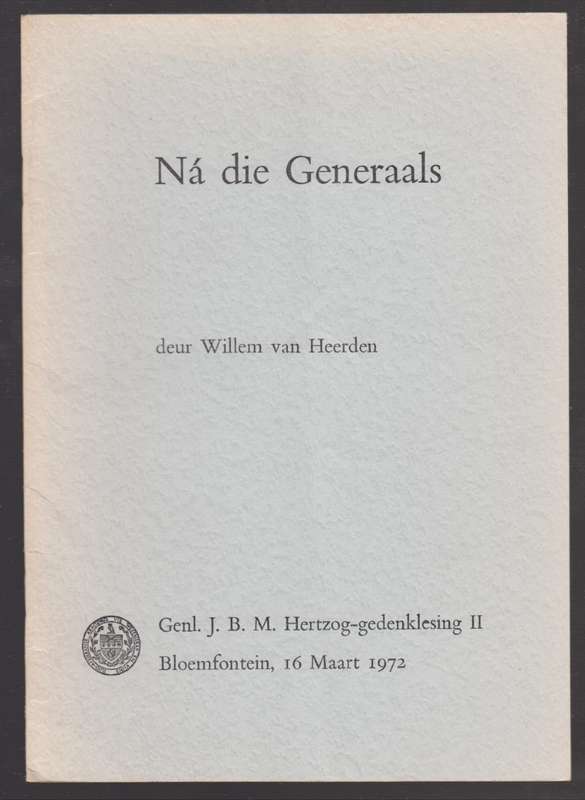 Ná die Generaals
deur Willem van Heerden
Genl. J. B. M. Hertzog-gedenklesing II
Bloemfontein, 16 Maart 1972